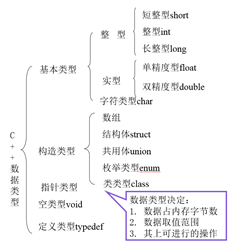 C++数据类型
基本类型
整 型
短整型short
整型int
长整型long
实型
单精度型float
双精度型double
字符类型char
构造类型
数组
结构体struct
共用体union
枚举类型enum
类类型class
指针类型
空类型void
定义类型typedef
数据类型决定:
1. 数据占内存字节数
2. 数据取值范围
3. 其上可进行的操作